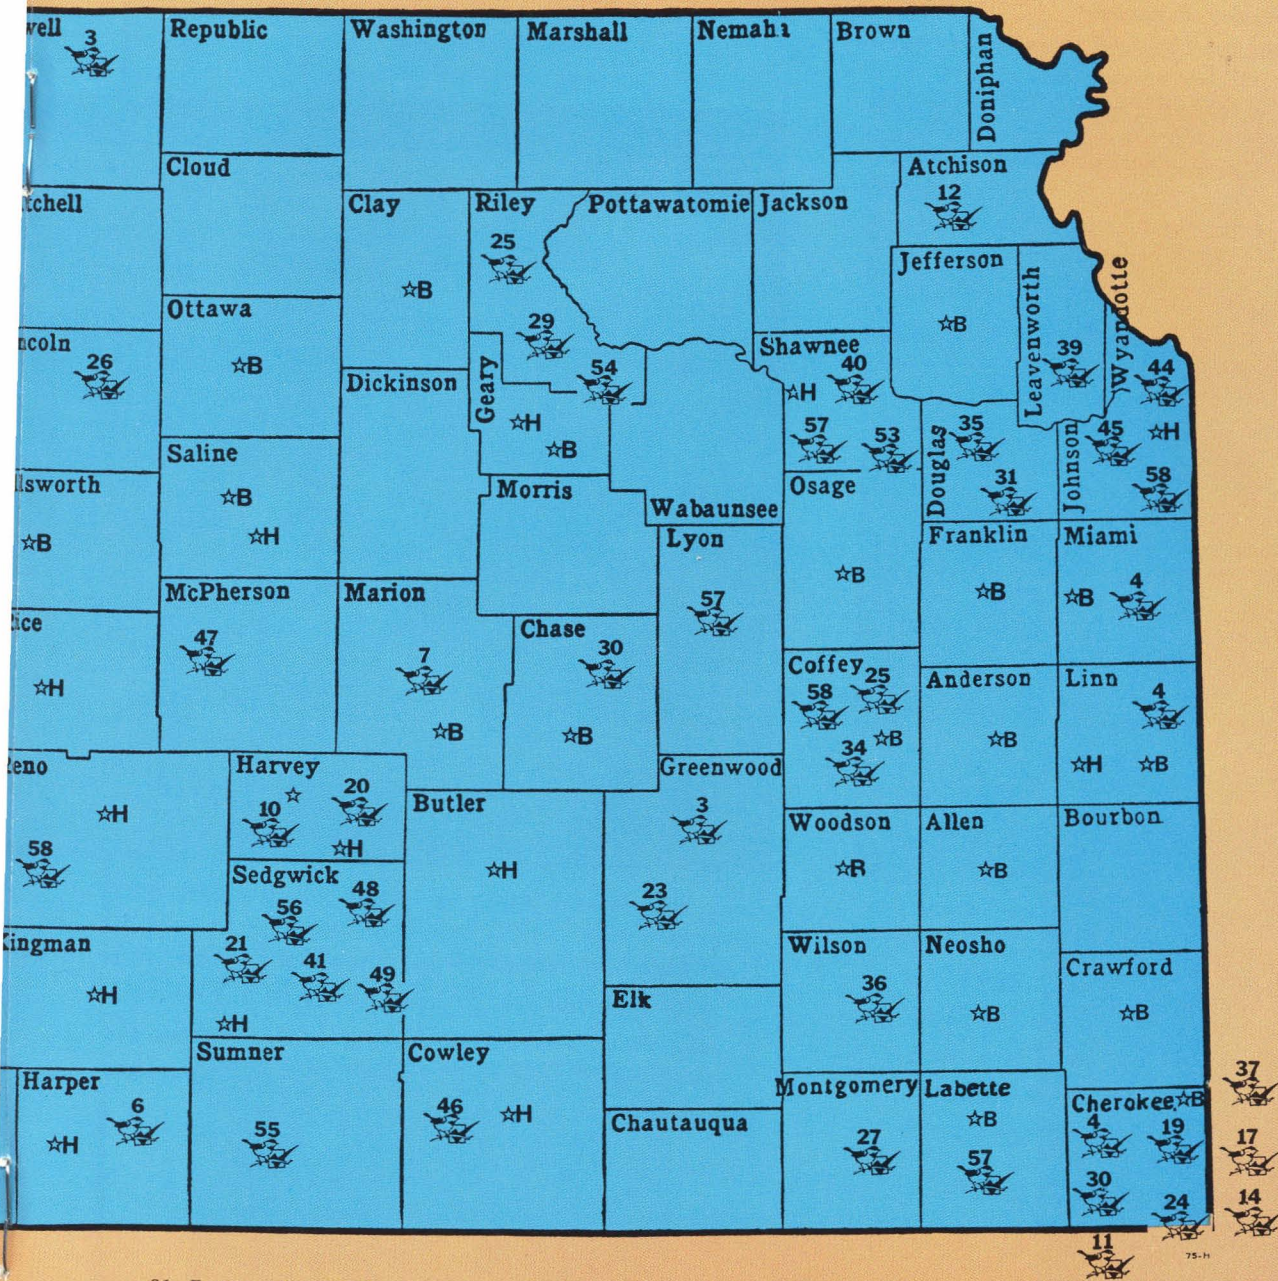 well
3
Republic
Washington
Marshall
Nemaha
Brown
Doniphan
Cloud
Atchison
12
tchell
Clay
☆B
Riley
25
29
54
Pottawatomie
Jackson
Jefferson
☆B
Leavenworth
39
Wyandotte
44
Ottawa
☆B
ncoln
26
Dickinson
Geary
☆H
☆B
Shawnee
40
☆H
57
53
Douglas
35
31
Johnson
45
☆H
58
Saline
☆B
☆H
lsworth
☆B
Morris
Wabaunsee
Osage
☆B
Lyon
57
Franklin
☆B
Miami
☆B
4
McPherson
47
Marion
7
☆B
ice
☆H
Chase
30
☆B
Coffey
25
58
☆B
34
Anderson
☆B
Linn
4
☆H
☆B
eno
☆H
58
Harvey
☆
20
10
☆H
Butler
☆H
Greenwood
3
23
Woodson
☆R
Allen
☆B
Bourbon
Sedgwick
48
56
21
41
49
☆H
Kingman
☆H
Wilson
36
Neosho
☆B
Crawford
☆B
Elk
Sumner
55
Cowley
46
☆H
Harper
6
☆H
Chautauqua
Montgomery
27
Labette
☆B
57
Cherokee
☆B
4
19
30
24
37
17
14
11
75-H